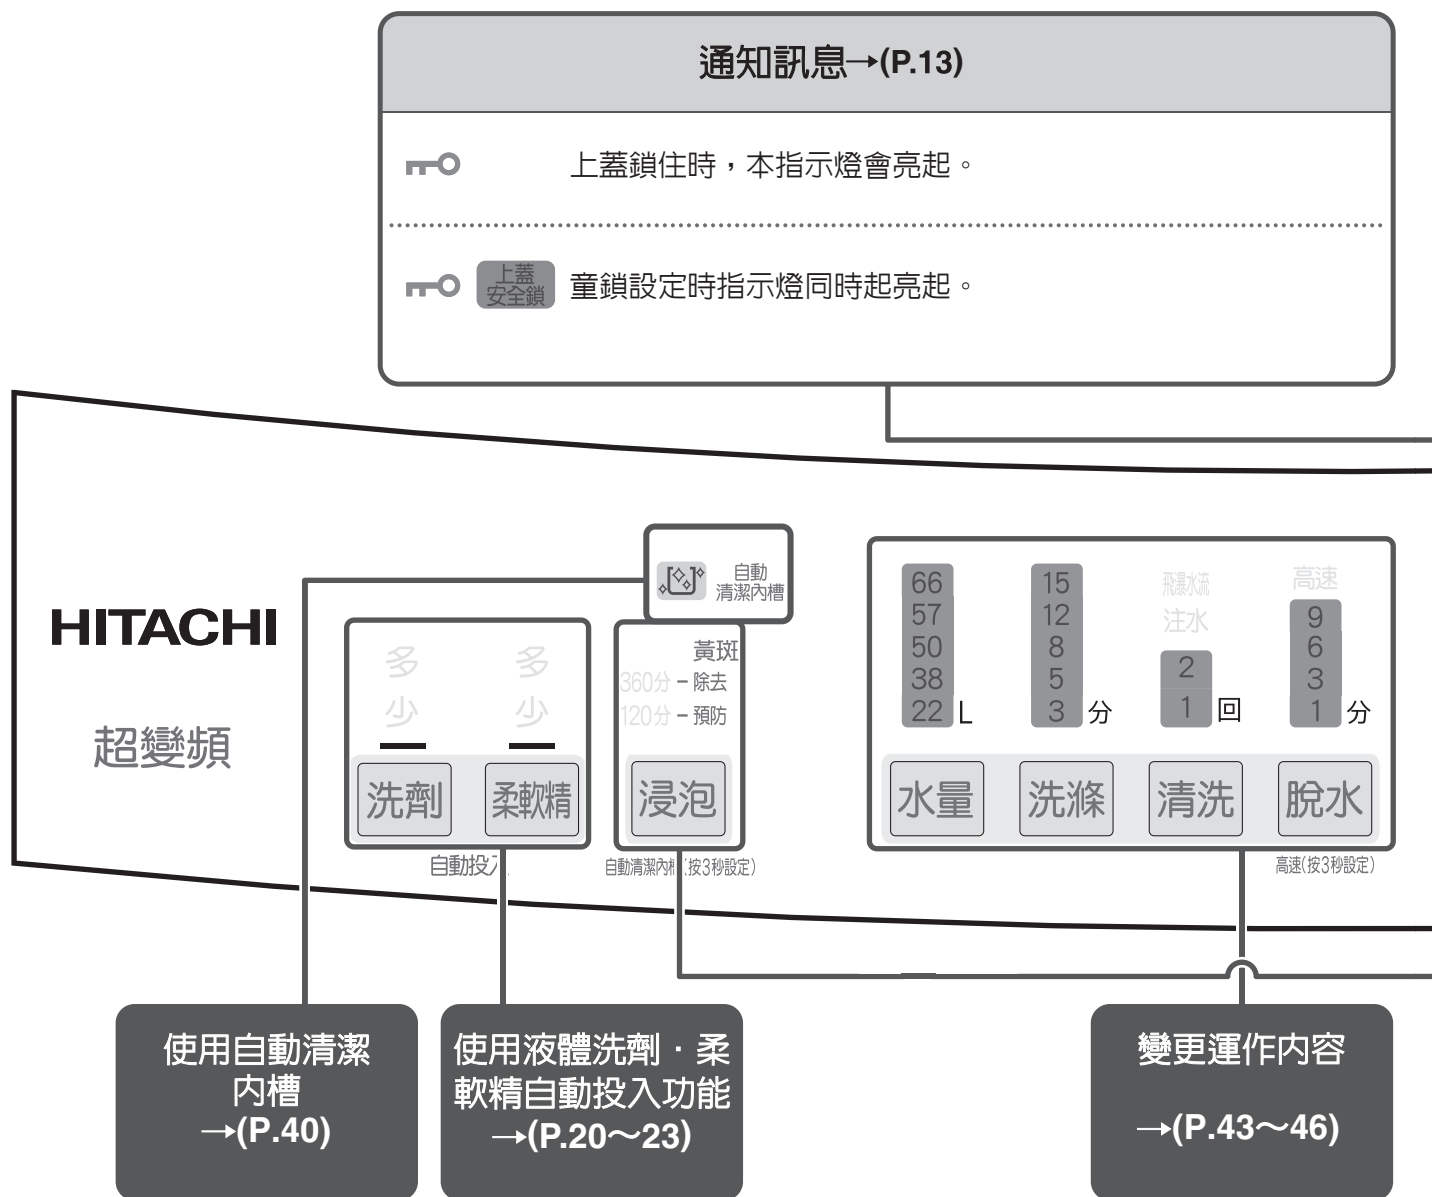 通知訊息→(P.13)
上蓋鎖住時，本指示燈會亮起。
上蓋
安全鎖
童鎖設定時指示燈同時起亮起。
HITACHI
超變頻
自動
清潔內槽
多
少
洗劑
多
少
柔軟精
自動投入
黃斑
360分 – 除去
120分 – 預防
浸泡
自動清潔內槽(按3秒設定)
66
57
50
38
22 L
水量
15
12
8
5
3 分
洗滌
飛瀑水流
注水
2
1 回
清洗
高速
9
6
3
1 分
脫水
高速(按3秒設定)
使用自動清潔
內槽
→(P.40)
使用液體洗劑．柔
軟精自動投入功能
→(P.20～23)
變更運作內容
→(P.43～46)